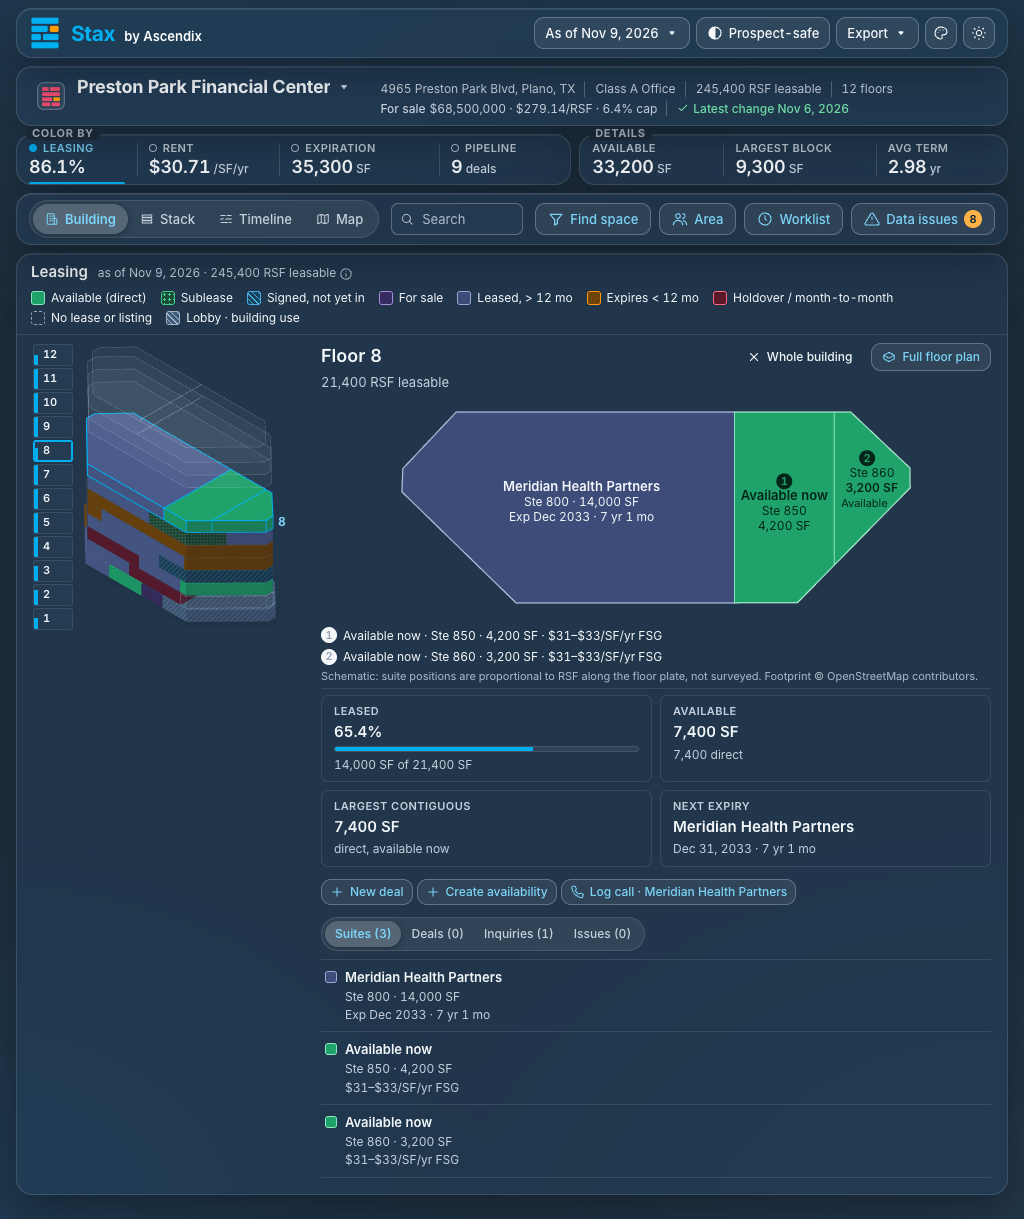 Stax by Ascendix
As of Nov 9, 2026
Prospect-safe
Export
Preston Park Financial Center
4965 Preston Park Blvd, Plano, TX
Class A Office
245,400 RSF leasable
12 floors
For sale $68,500,000 · $279.14/RSF · 6.4% cap
Latest change Nov 6, 2026
COLOR BY
LEASING
86.1%
RENT
$30.71 /SF/yr
EXPIRATION
35,300 SF
PIPELINE
9 deals
DETAILS
AVAILABLE
33,200 SF
LARGEST BLOCK
9,300 SF
AVG TERM
2.98 yr
Building
Stack
Timeline
Map
Search
Find space
Area
Worklist
Data issues 8
Leasing as of Nov 9, 2026 · 245,400 RSF leasable
Available (direct)
Sublease
Signed, not yet in
For sale
Leased, > 12 mo
Expires < 12 mo
Holdover / month-to-month
No lease or listing
Lobby · building use
12
11
10
9
8
7
6
5
4
3
2
1
8
Floor 8
Whole building
Full floor plan
21,400 RSF leasable
Meridian Health Partners
Ste 800 · 14,000 SF
Exp Dec 2033 · 7 yr 1 mo
1
Available now
Ste 850
4,200 SF
2
Ste 860
3,200 SF
Available
1 Available now · Ste 850 · 4,200 SF · $31–$33/SF/yr FSG
2 Available now · Ste 860 · 3,200 SF · $31–$33/SF/yr FSG
Schematic: suite positions are proportional to RSF along the floor plate, not surveyed. Footprint © OpenStreetMap contributors.
LEASED
65.4%
14,000 SF of 21,400 SF
AVAILABLE
7,400 SF
7,400 direct
LARGEST CONTIGUOUS
7,400 SF
direct, available now
NEXT EXPIRY
Meridian Health Partners
Dec 31, 2033 · 7 yr 1 mo
New deal
Create availability
Log call · Meridian Health Partners
Suites (3)
Deals (0)
Inquiries (1)
Issues (0)
Meridian Health Partners
Ste 800 · 14,000 SF
Exp Dec 2033 · 7 yr 1 mo
Available now
Ste 850 · 4,200 SF
$31–$33/SF/yr FSG
Available now
Ste 860 · 3,200 SF
$31–$33/SF/yr FSG